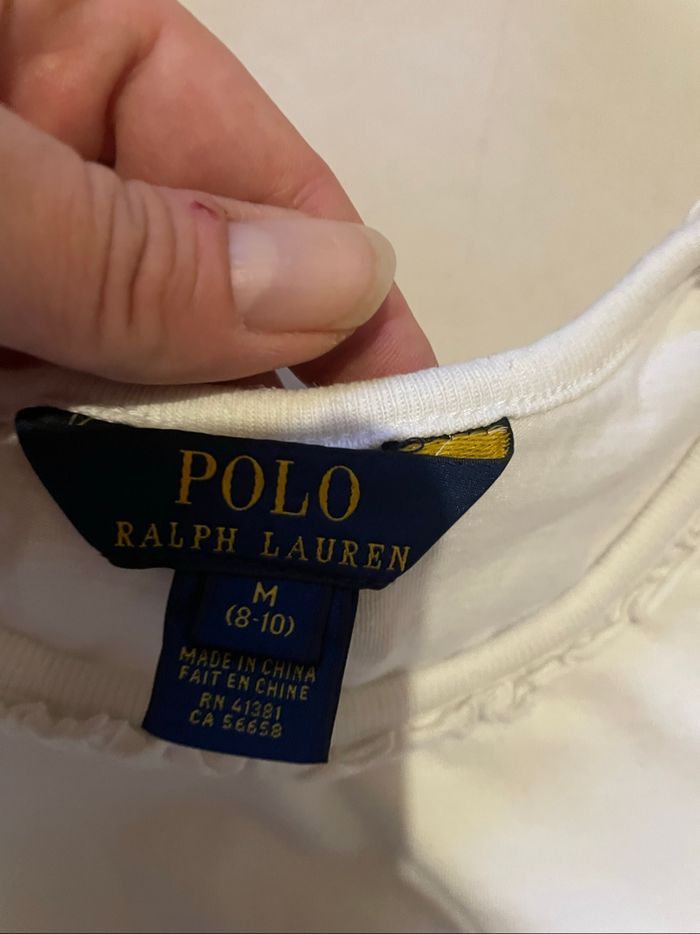 POLO
RALPH LAUREN
M
(8-10)
MADE IN CHINA
FAIT EN CHINE
RN 41381
CA 56658